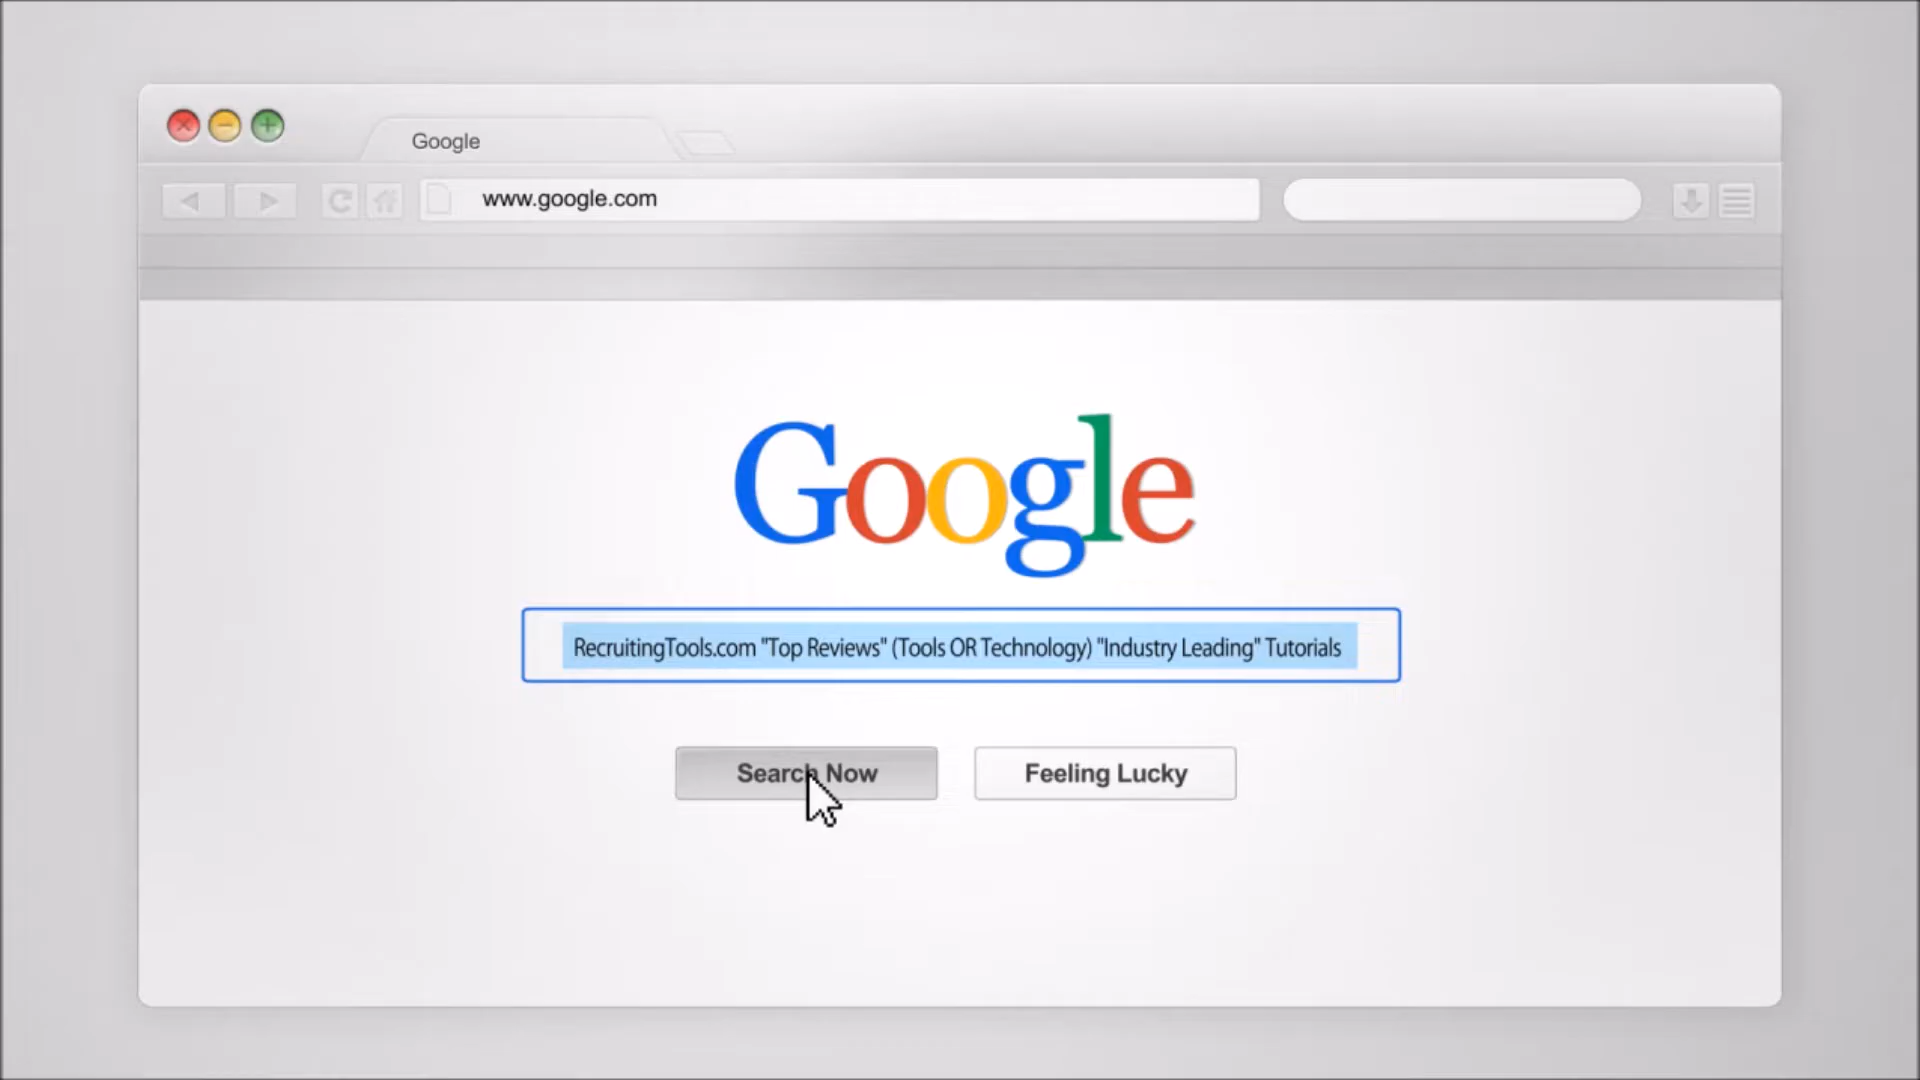 Google
www.google.com
Google
RecruitingTools.com "Top Reviews" (Tools OR Technology) "Industry Leading" Tutorials
Search Now
Feeling Lucky